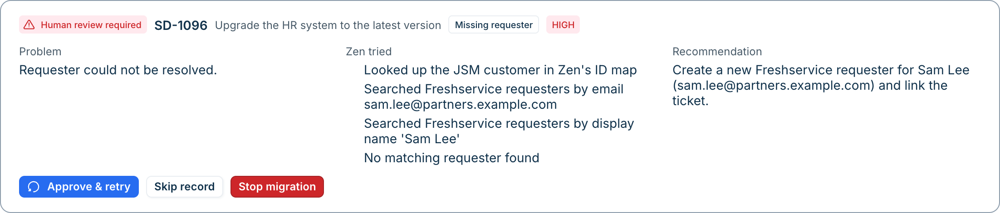 Human review required SD-1096 Upgrade the HR system to the latest version Missing requester HIGH
Problem
Requester could not be resolved.
Zen tried
Looked up the JSM customer in Zen's ID map
Searched Freshservice requesters by email
sam.lee@partners.example.com
Searched Freshservice requesters by display
name 'Sam Lee'
No matching requester found
Recommendation
Create a new Freshservice requester for Sam Lee
(sam.lee@partners.example.com) and link the
ticket.
Approve & retry Skip record Stop migration